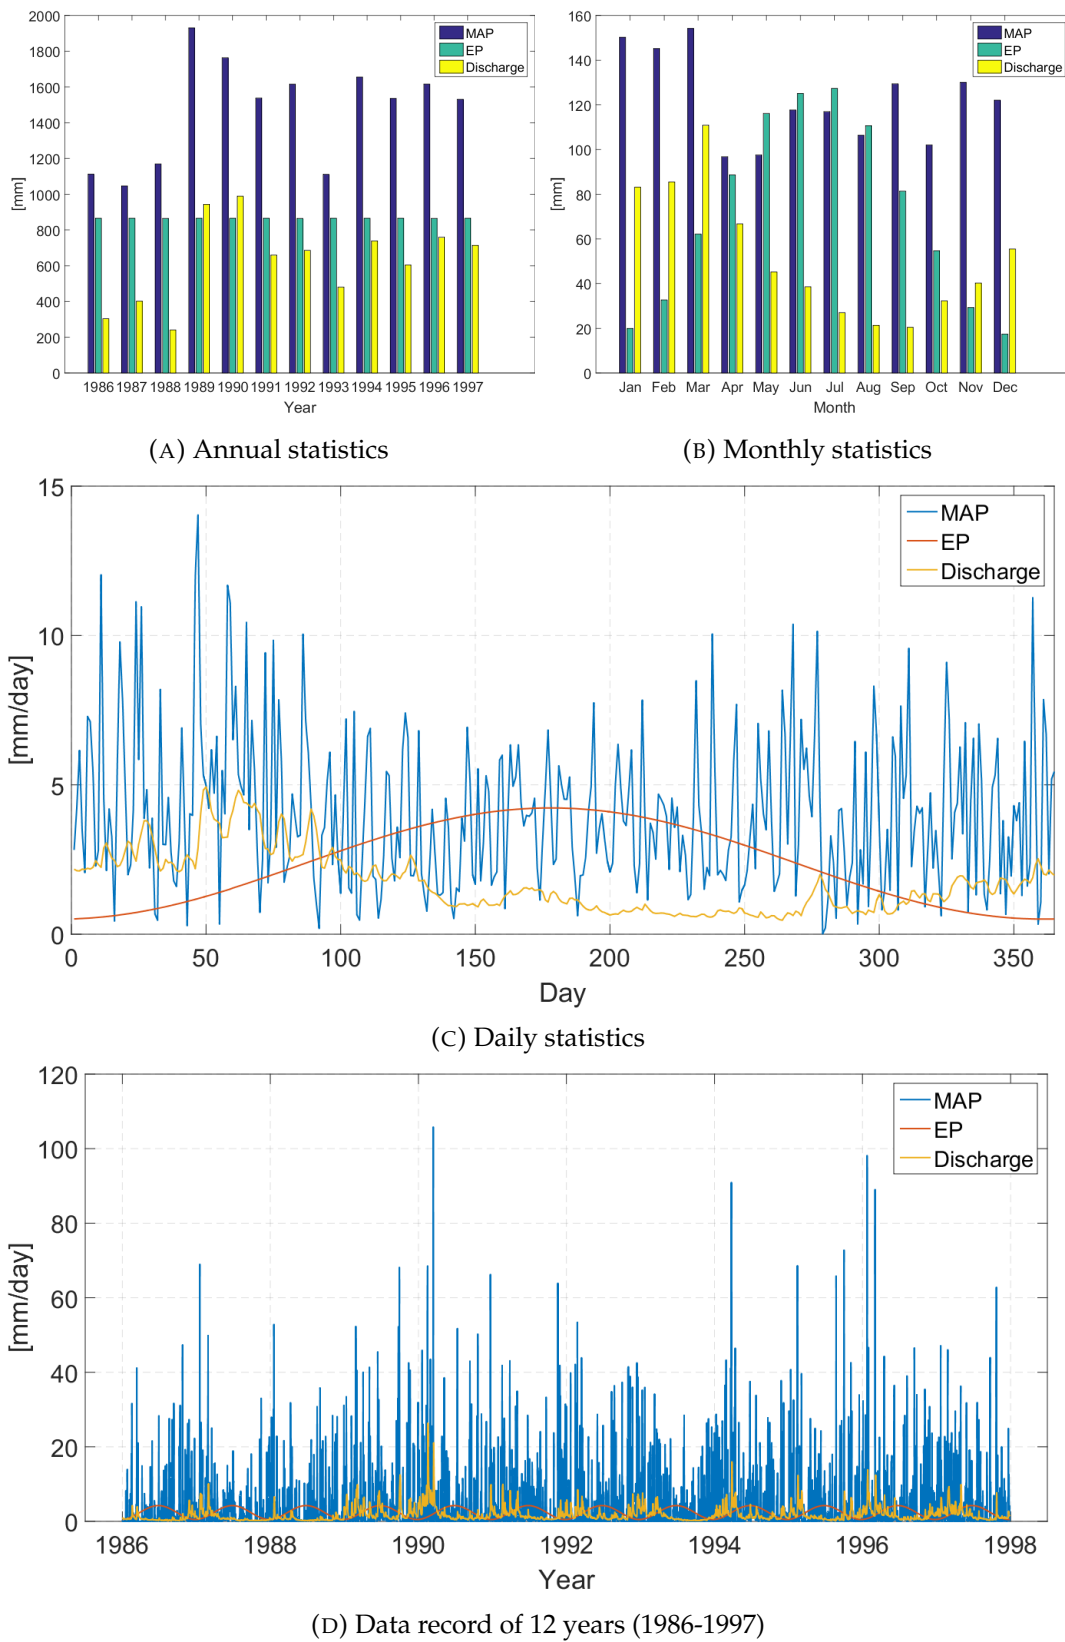 2000
1800
1600
1400
1200
1000
800
600
400
200
0
[mm]
MAP
EP
Discharge
1986 1987 1988 1989 1990 1991 1992 1993 1994 1995 1996 1997
Year
(A) Annual statistics
160
140
120
100
80
60
40
20
0
[mm]
MAP
EP
Discharge
Jan Feb Mar Apr May Jun Jul Aug Sep Oct Nov Dec
Month
(B) Monthly statistics
15
10
5
0
[mm/day]
MAP
EP
Discharge
0 50 100 150 200 250 300 350
Day
(C) Daily statistics
120
100
80
60
40
20
0
[mm/day]
MAP
EP
Discharge
1986 1988 1990 1992 1994 1996 1998
Year
(D) Data record of 12 years (1986-1997)